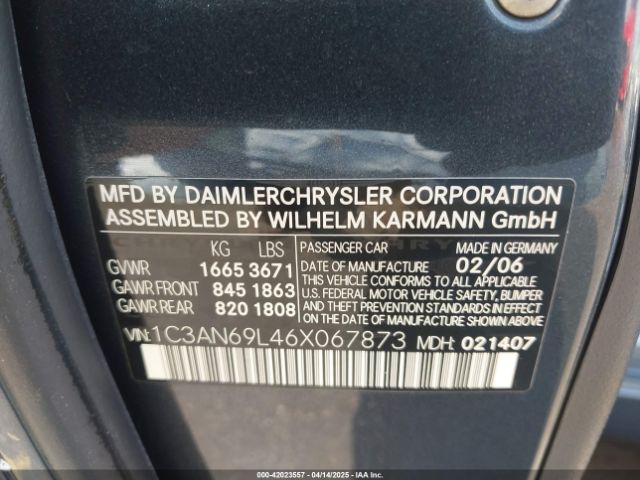 MFD BY DAIMLERCHRYSLER CORPORATION
ASSEMBLED BY WILHELM KARMANN GmbH
KG LBS
GVWR 1665 3671
GAWR FRONT 845 1863
GAWR REAR 820 1808
PASSENGER CAR MADE IN GERMANY
DATE OF MANUFACTURE 02/06
THIS VEHICLE CONFORMS TO ALL APPLICABLE
U.S. FEDERAL MOTOR VEHICLE SAFETY, BUMPER
AND THEFT PREVENTION STANDARDS IN EFFECT
ON THE DATE OF MANUFACTURE SHOWN ABOVE.
VIN: 1C3AN69L46X067873 MDH: 021407
000-42023557 - 04/14/2025 - IAAI.COM